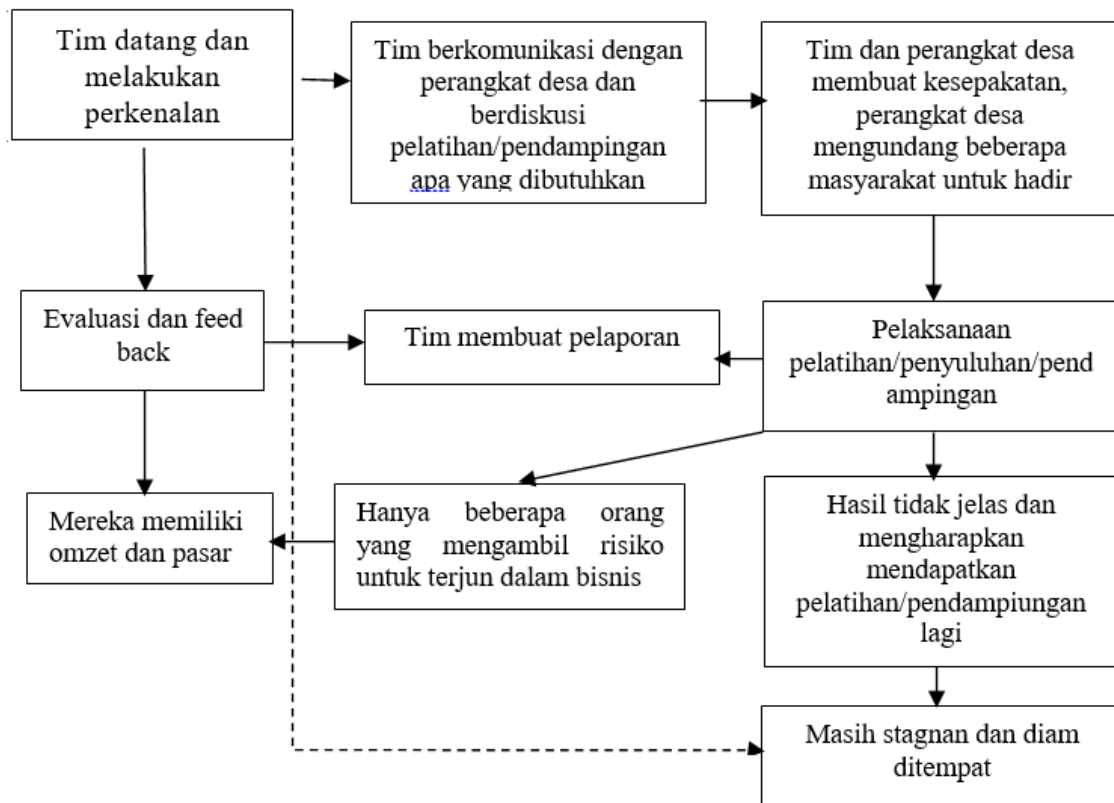 Tim datang dan
melakukan
perkenalan
Tim berkomunikasi dengan
perangkat desa dan
berdiskusi
pelatihan/pendampingan
apa yang dibutuhkan
Tim dan perangkat desa
membuat kesepakatan,
perangkat desa
mengundang beberapa
masyarakat untuk hadir
Evaluasi dan feed
back
Tim membuat pelaporan
Pelaksanaan
pelatihan/penyuluhan/pend
ampingan
Mereka memiliki
omzet dan pasar
Hanya beberapa orang
yang mengambil risiko
untuk terjun dalam bisnis
Hasil tidak jelas dan
mengharapkan
mendapatkan
pelatihan/pendampiungan
lagi
Masih stagnan dan diam
ditempat